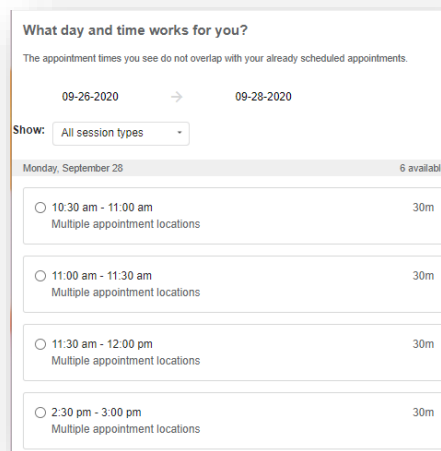 What day and time works for you?
The appointment times you see do not overlap with your already scheduled appointments.
09-26-2020 → 09-28-2020
Show: All session types
Monday, September 28 6 availabl
10:30 am - 11:00 am 30m
Multiple appointment locations
11:00 am - 11:30 am 30m
Multiple appointment locations
11:30 am - 12:00 pm 30m
Multiple appointment locations
2:30 pm - 3:00 pm 30m
Multiple appointment locations